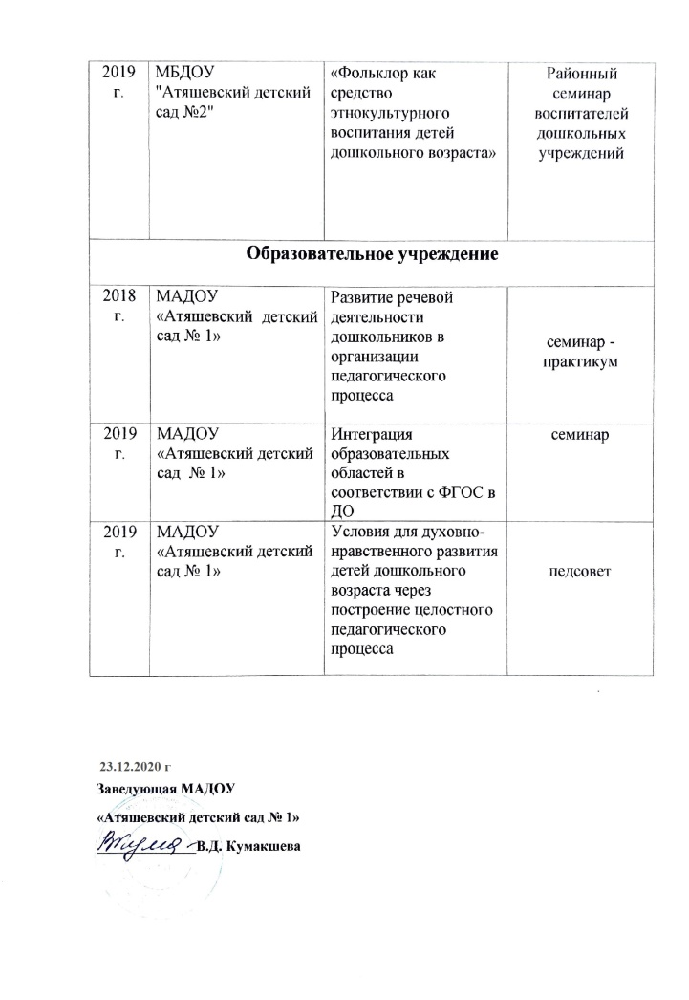 2019
г.
МБДОУ
"Атяшевский детский
сад №2"
«Фольклор как
средство
этнокультурного
воспитания детей
дошкольного возраста»
Районный
семинар
воспитателей
дошкольных
учреждений
Образовательное учреждение
2018
г.
МАДОУ
«Атяшевский детский
сад № 1»
Развитие речевой
деятельности
дошкольников в
организации
педагогического
процесса
семинар -
практикум
2019
г.
МАДОУ
«Атяшевский детский
сад № 1»
Интеграция
образовательных
областей в
соответствии с ФГОС в
ДО
семинар
2019
г.
МАДОУ
«Атяшевский детский
сад № 1»
Условия для духовно-
нравственного развития
детей дошкольного
возраста через
построение целостного
педагогического
процесса
педсовет
23.12.2020 г
Заведующая МАДОУ
«Атяшевский детский сад № 1»
В.Д. Кумакшева